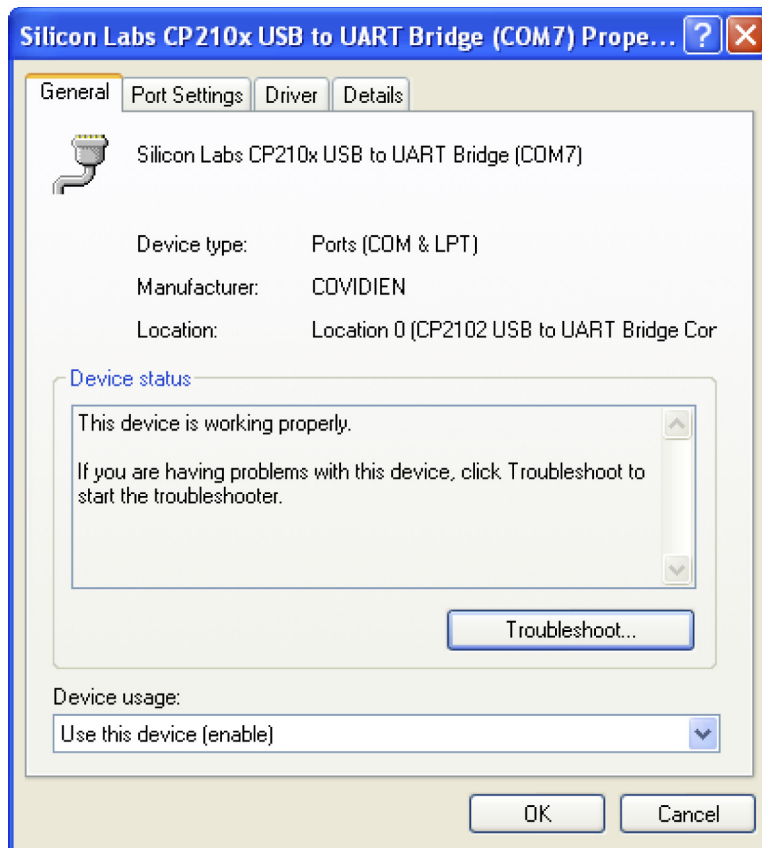 Silicon Labs CP210x USB to UART Bridge (COM7) Prope...
General Port Settings Driver Details
Silicon Labs CP210x USB to UART Bridge (COM7)
Device type: Ports (COM & LPT)
Manufacturer: COVIDIEN
Location: Location 0 (CP2102 USB to UART Bridge Cor
Device status
This device is working properly.
If you are having problems with this device, click Troubleshoot to
start the troubleshooter.
Troubleshoot...
Device usage:
Use this device (enable)
OK Cancel